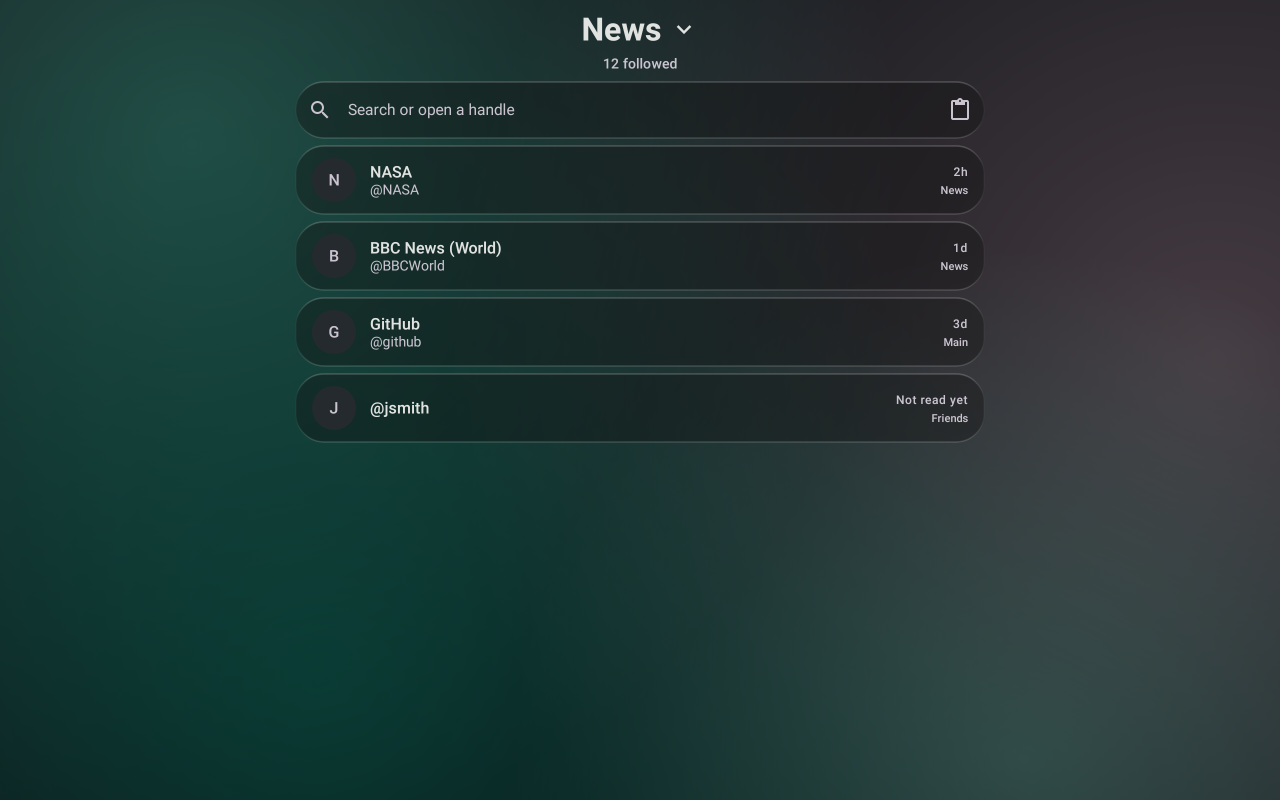 News
12 followed
Search or open a handle
N
NASA
@NASA
2h
News
B
BBC News (World)
@BBCWorld
1d
News
G
GitHub
@github
3d
Main
J
@jsmith
Not read yet
Friends